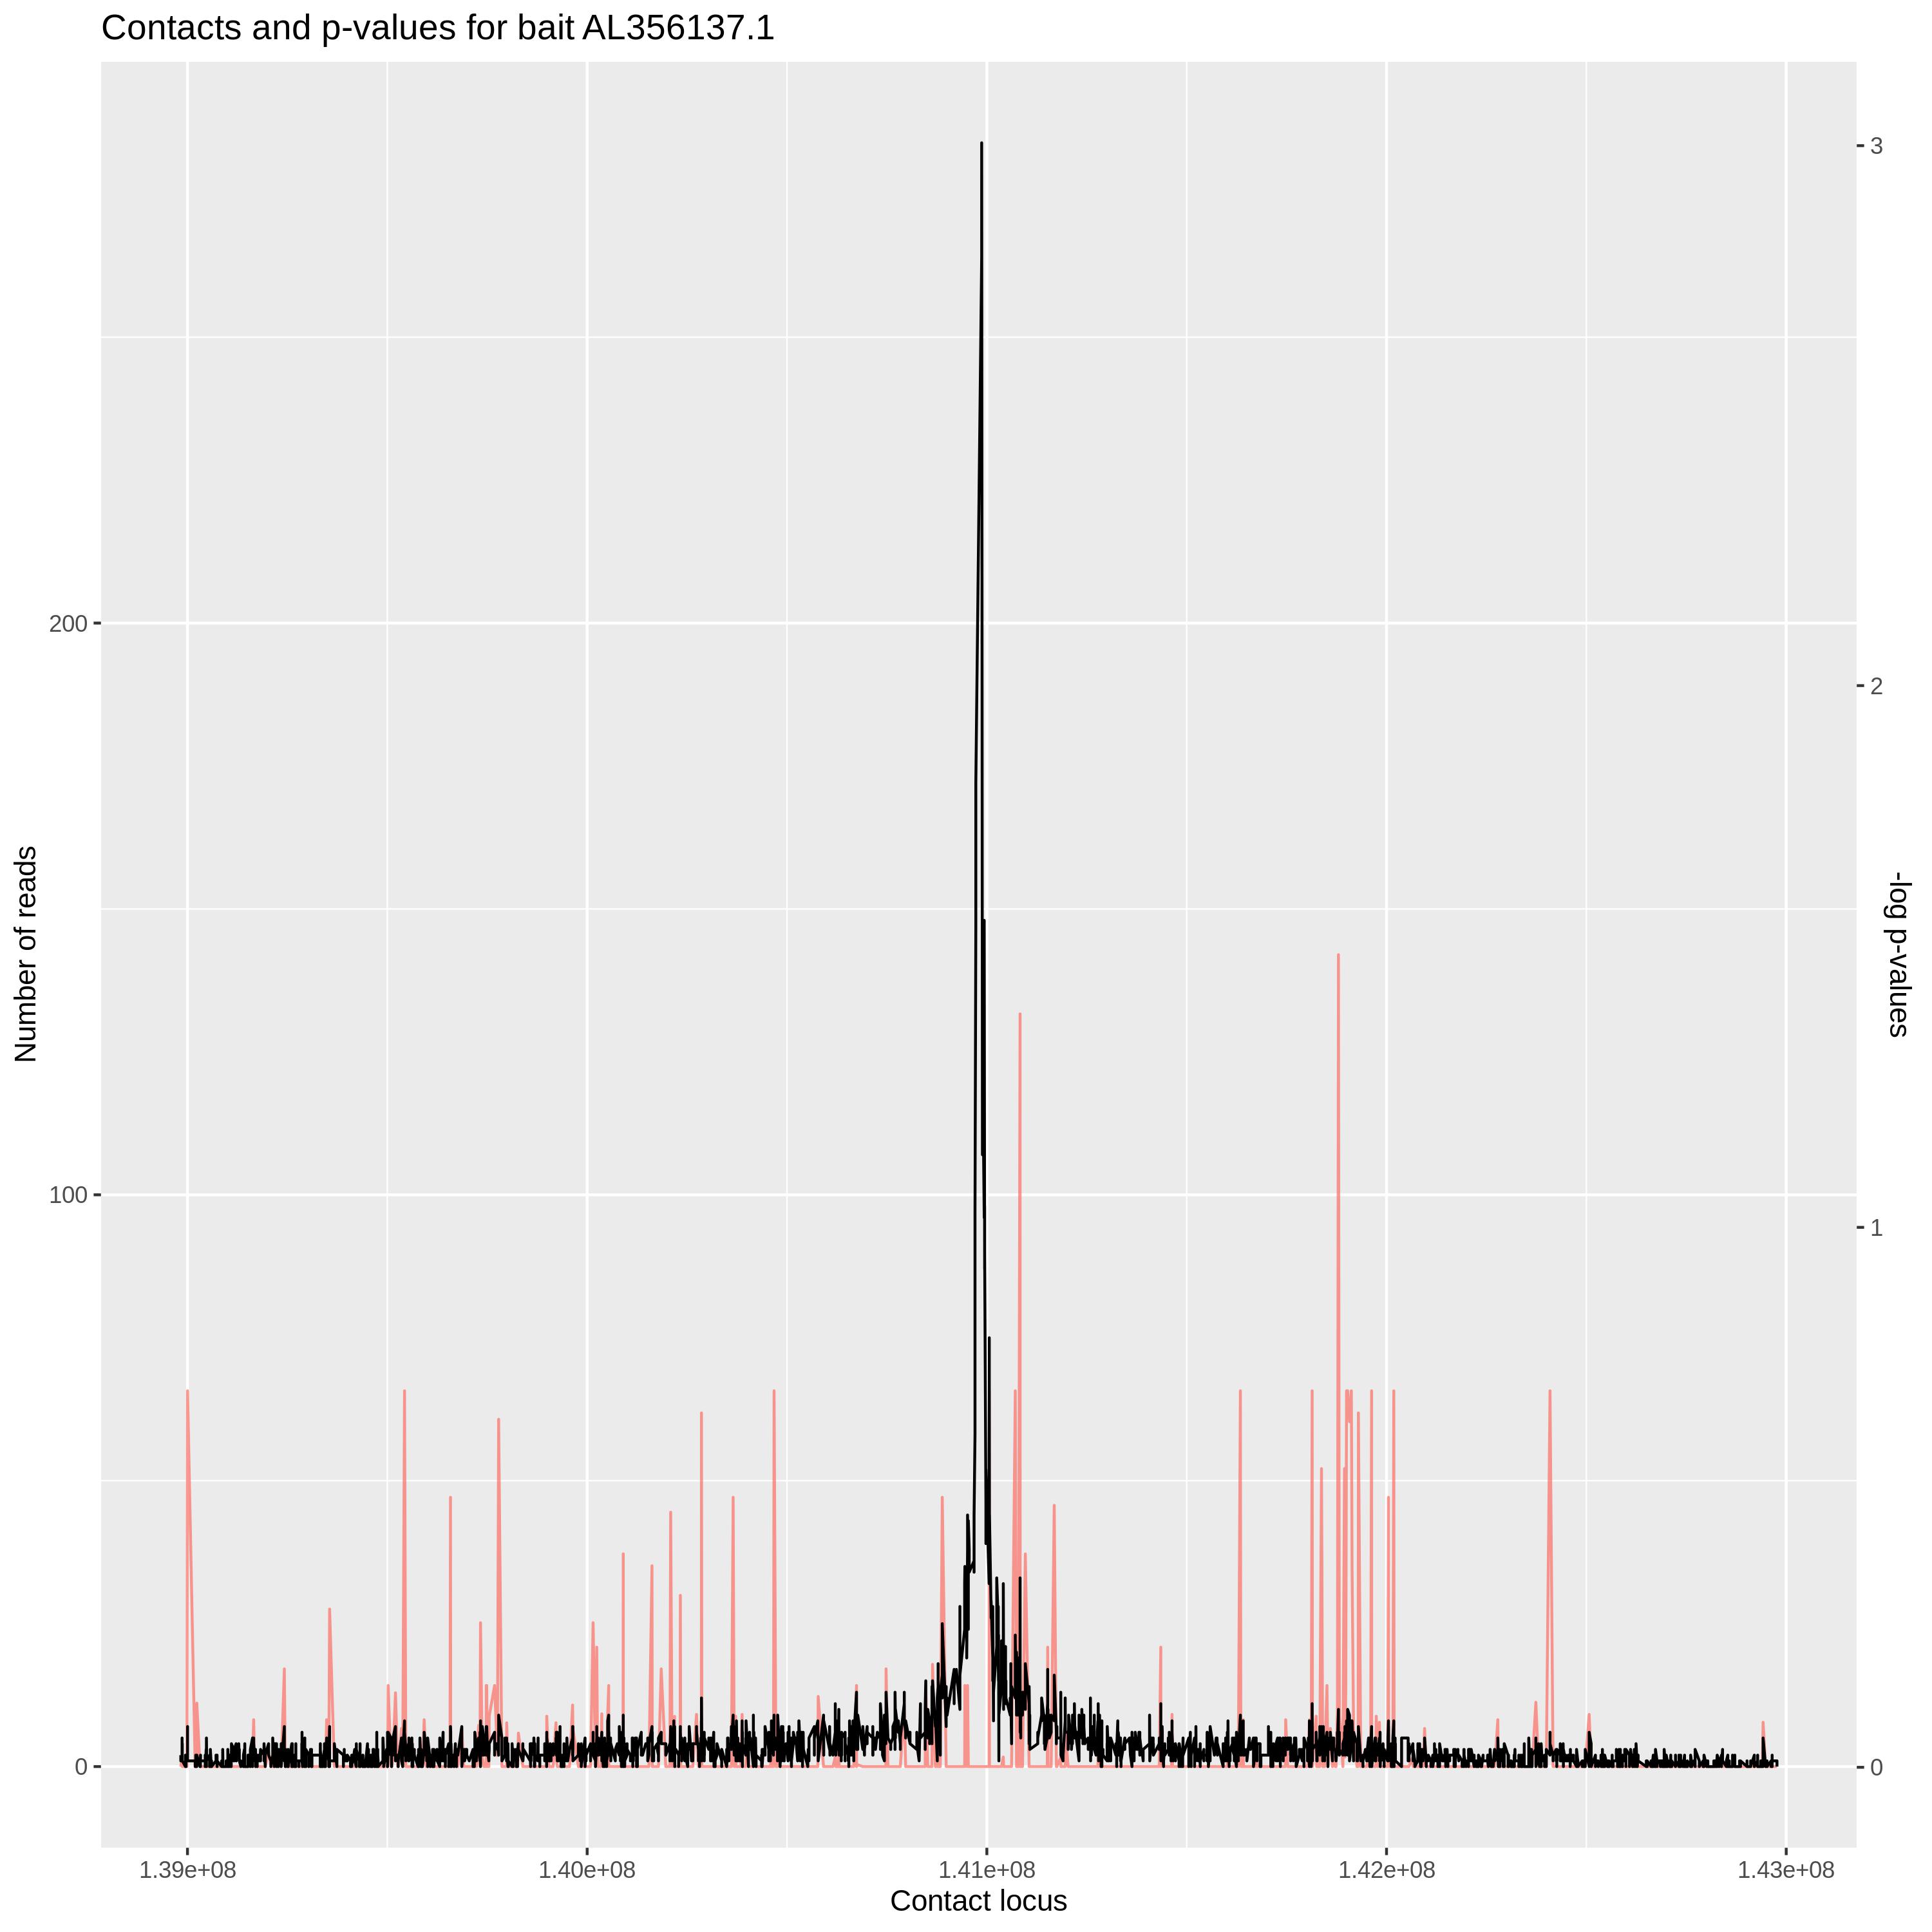 Contacts and p-values for bait AL356137.1
Number of reads
200
100
0
3
2
1
0
-log p-values
1.39e+08
1.40e+08
1.41e+08
1.42e+08
1.43e+08
Contact locus